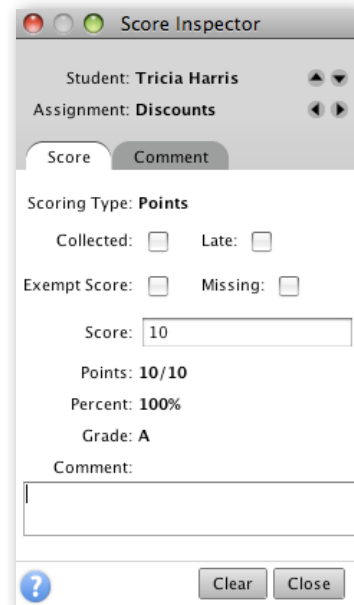 Score Inspector
Student: Tricia Harris
Assignment: Discounts
Score Comment
Scoring Type: Points
Collected: Late:
Exempt Score: Missing:
Score: 10
Points: 10/10
Percent: 100%
Grade: A
Comment:
? Clear Close